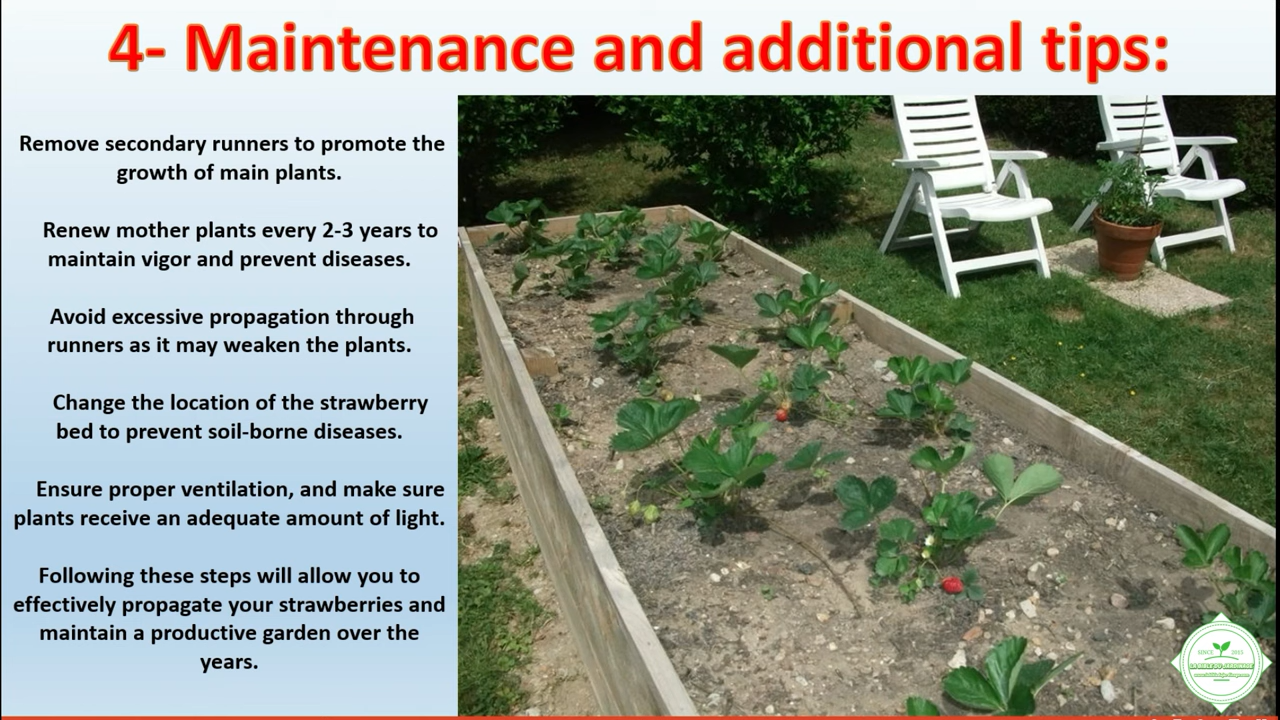 4- Maintenance and additional tips:
Remove secondary runners to promote the
growth of main plants.
Renew mother plants every 2-3 years to
maintain vigor and prevent diseases.
Avoid excessive propagation through
runners as it may weaken the plants.
Change the location of the strawberry
bed to prevent soil-borne diseases.
Ensure proper ventilation, and make sure
plants receive an adequate amount of light.
Following these steps will allow you to
effectively propagate your strawberries and
maintain a productive garden over the
years.
SINCE 2015
LA BIBLE DU JARDINAGE